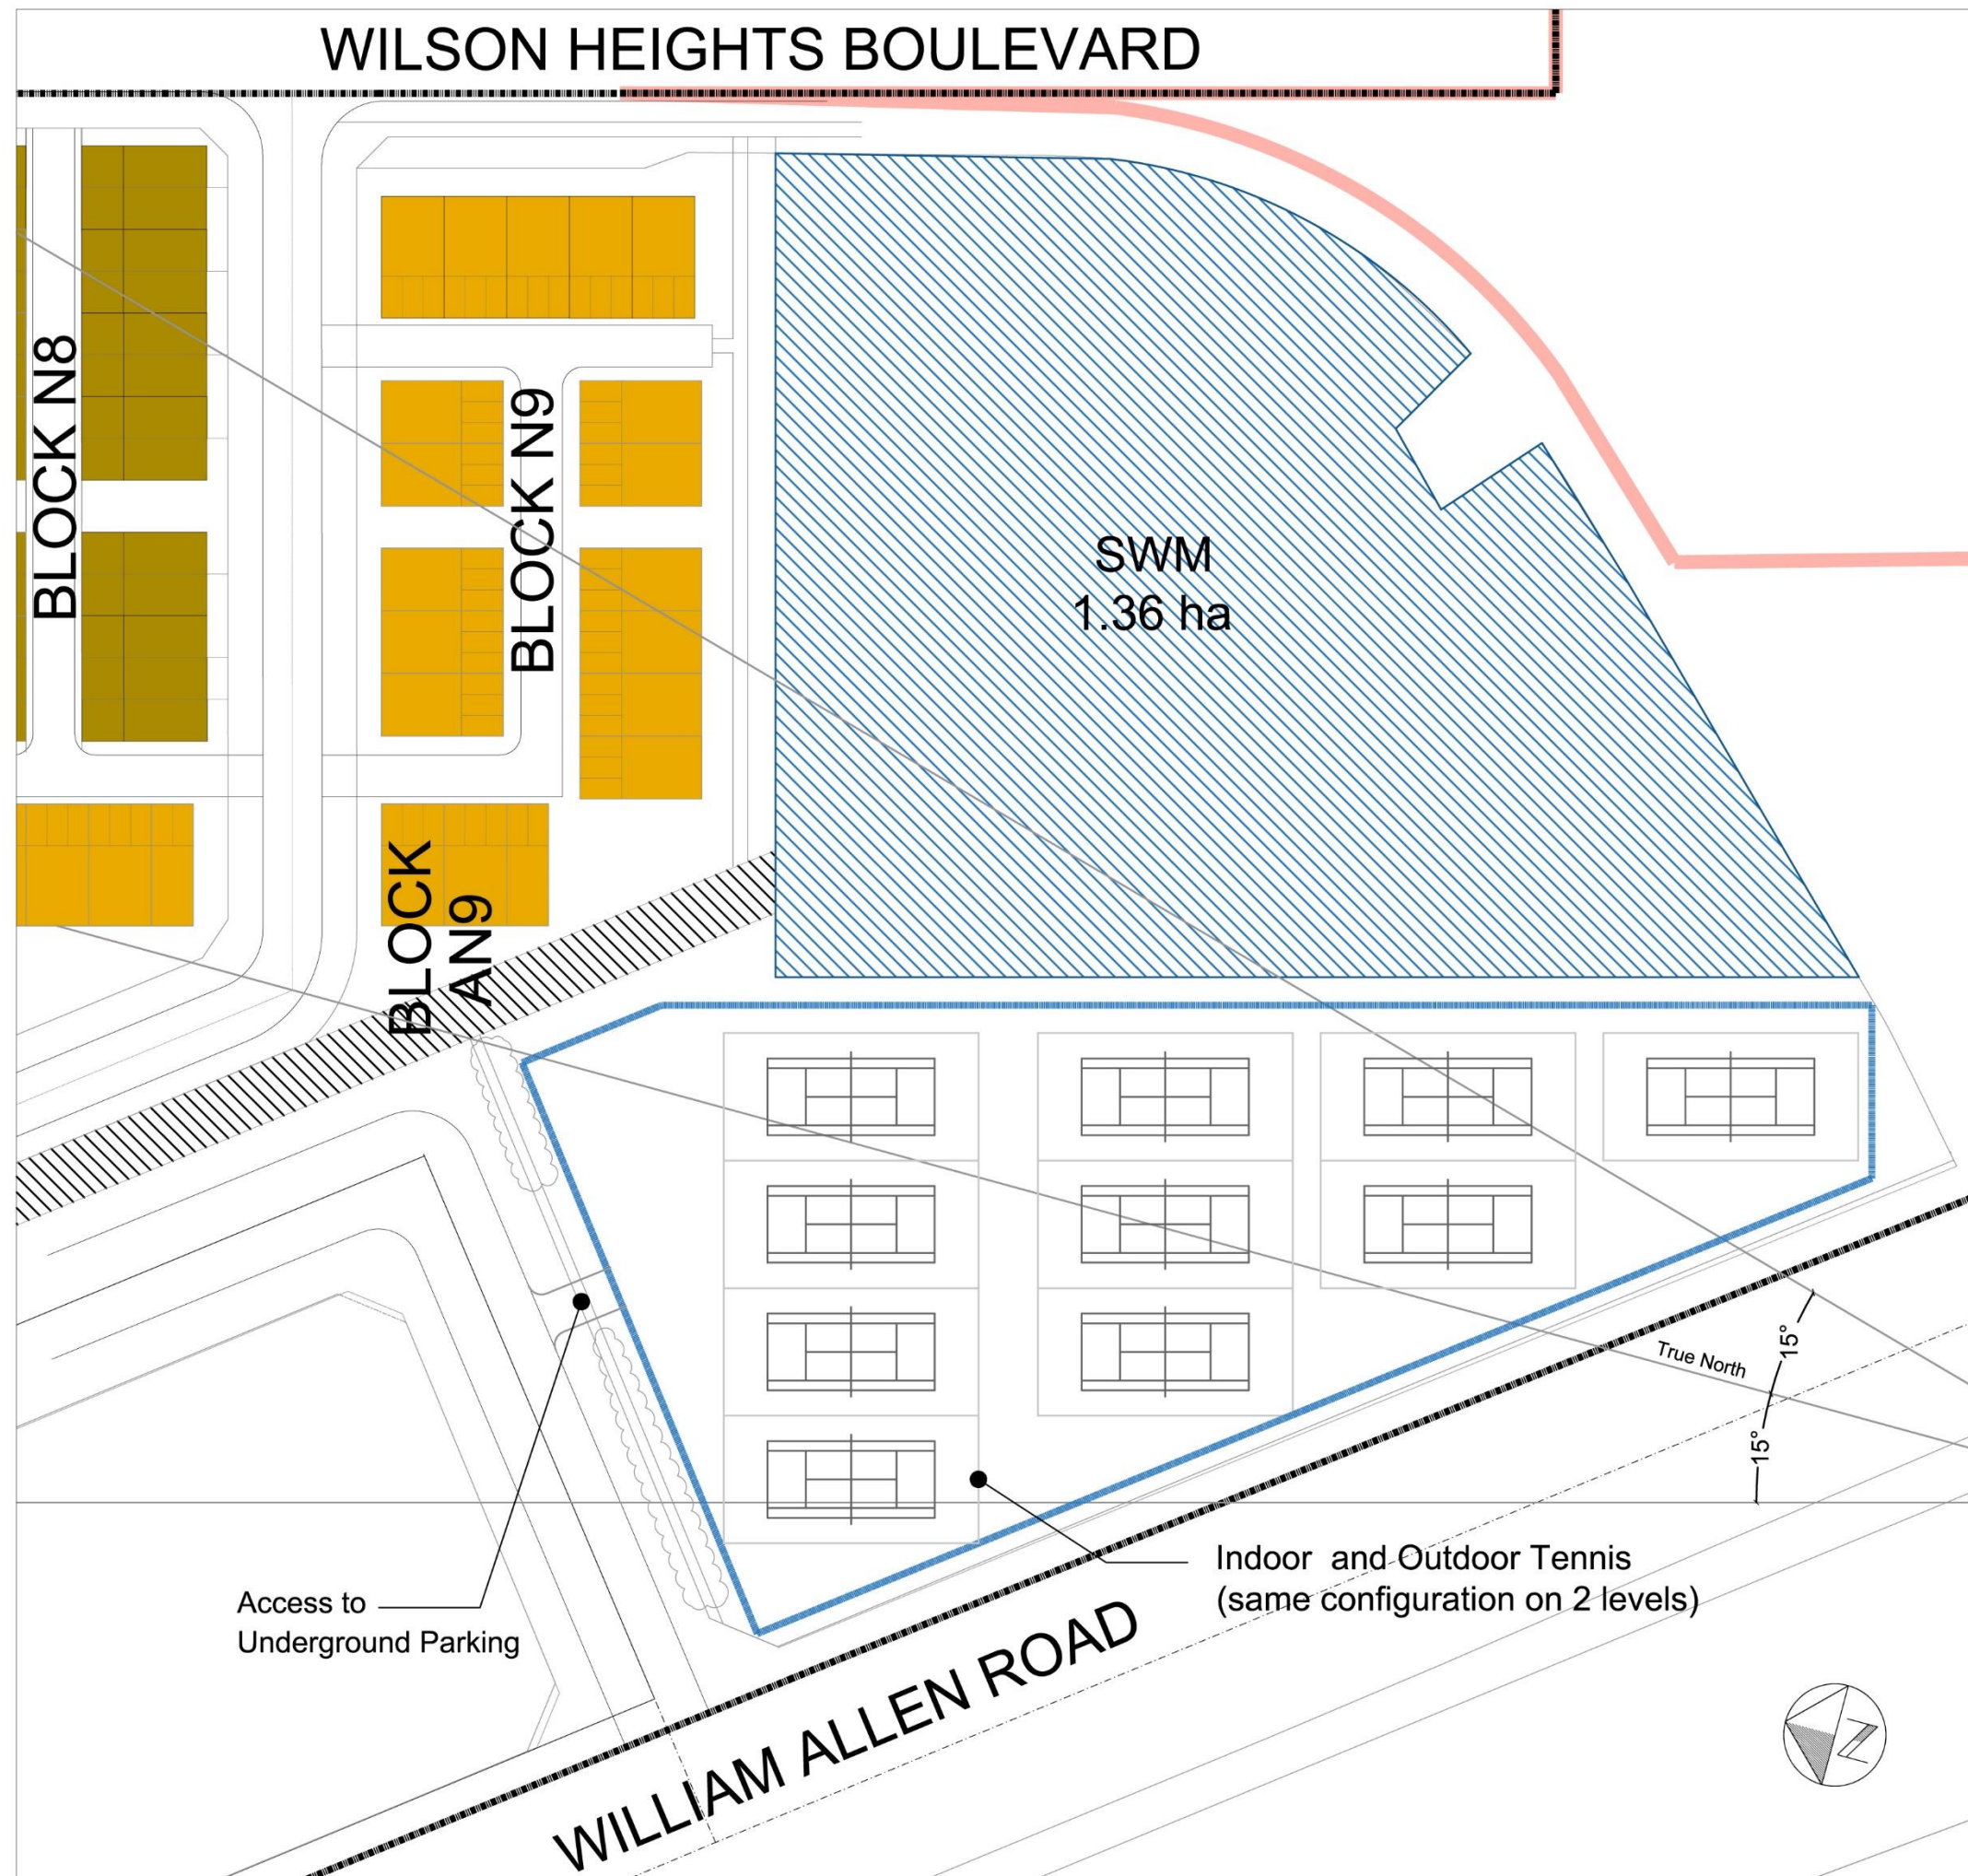 WILSON HEIGHTS BOULEVARD
BLOCK N8
BLOCK N9
SWM
1.36 ha
BLOCK
AN9
True North
15°
15°
Indoor and Outdoor Tennis
(same configuration on 2 levels)
Access to
Underground Parking
WILLIAM ALLEN ROAD
N